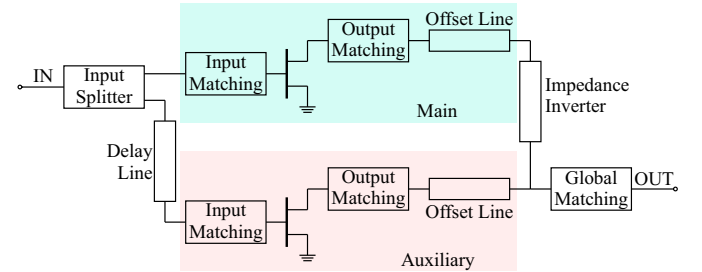 Offset Line
Output
Matching
Input
Matching
IN
Input
Splitter
Main
Impedance
Inverter
Delay
Line
Output
Matching
Offset Line
Input
Matching
Global
Matching
OUT
Auxiliary